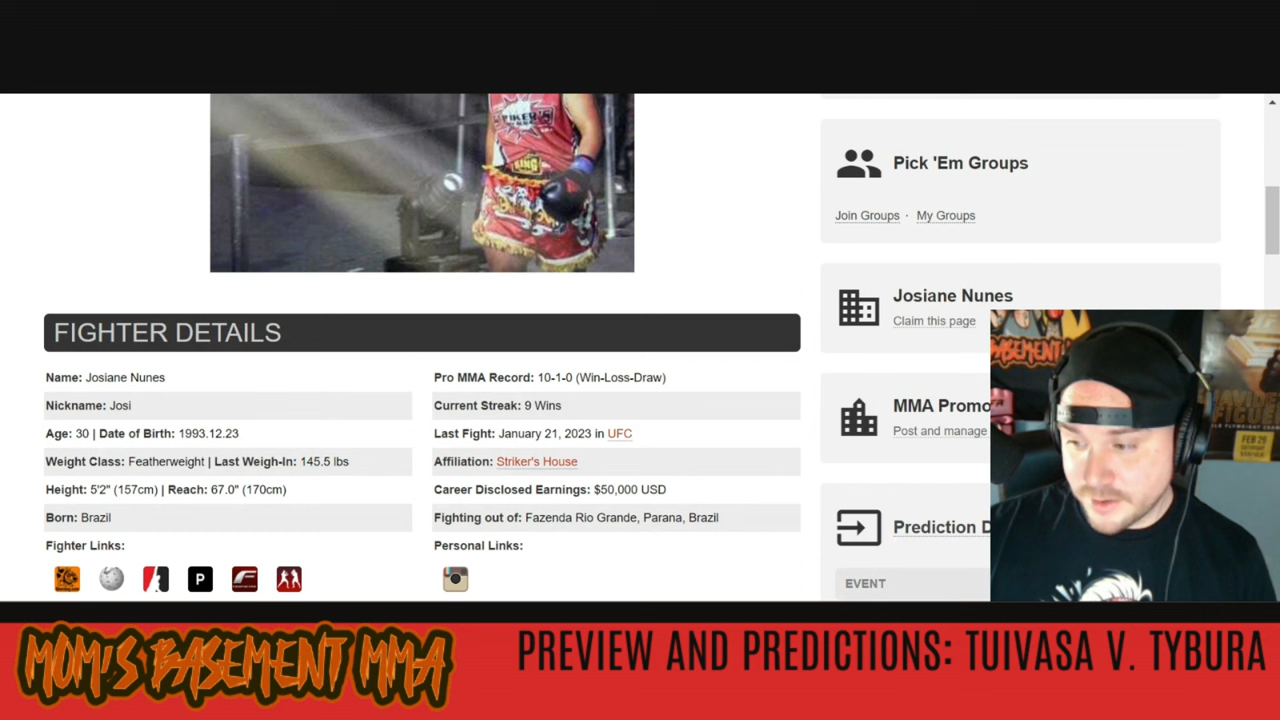 STRIKER'S
KING
Pick 'Em Groups
Join Groups · My Groups
Josiane Nunes
Claim this page
MMA Promo
Post and manage
Prediction D
EVENT
FIGHTER DETAILS
Name: Josiane Nunes
Pro MMA Record: 10-1-0 (Win-Loss-Draw)
Nickname: Josi
Current Streak: 9 Wins
Age: 30 | Date of Birth: 1993.12.23
Last Fight: January 21, 2023 in UFC
Weight Class: Featherweight | Last Weigh-In: 145.5 lbs
Affiliation: Striker's House
Height: 5'2" (157cm) | Reach: 67.0" (170cm)
Career Disclosed Earnings: $50,000 USD
Born: Brazil
Fighting out of: Fazenda Rio Grande, Parana, Brazil
Fighter Links:
Personal Links:
P
BASEMENT
FEB 29
MOM'S BASEMENT MMA
PREVIEW AND PREDICTIONS: TUIVASA V. TYBURA